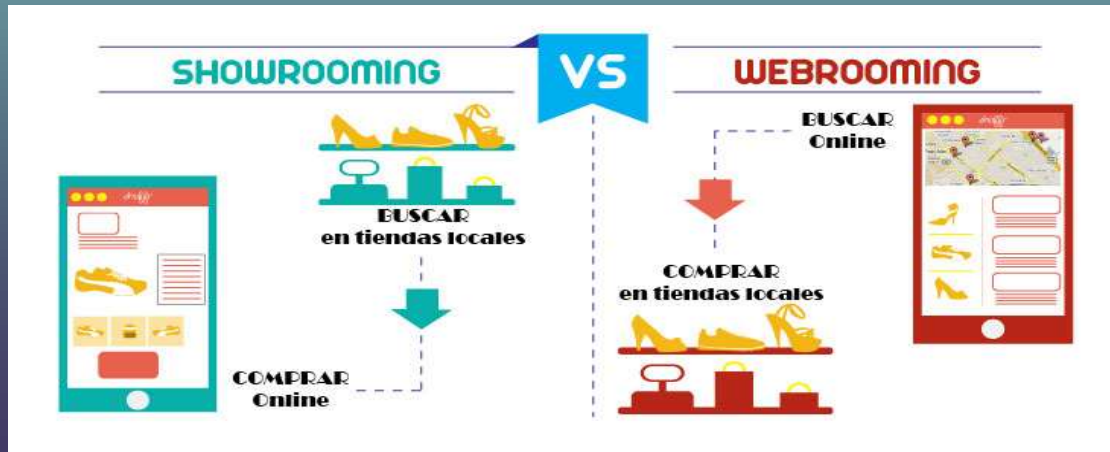 SHOWROOMING
VS
WEBROOMING
BUSCAR
en tiendas locales
COMPRAR
Online
BUSCAR
Online
COMPRAR
en tiendas locales